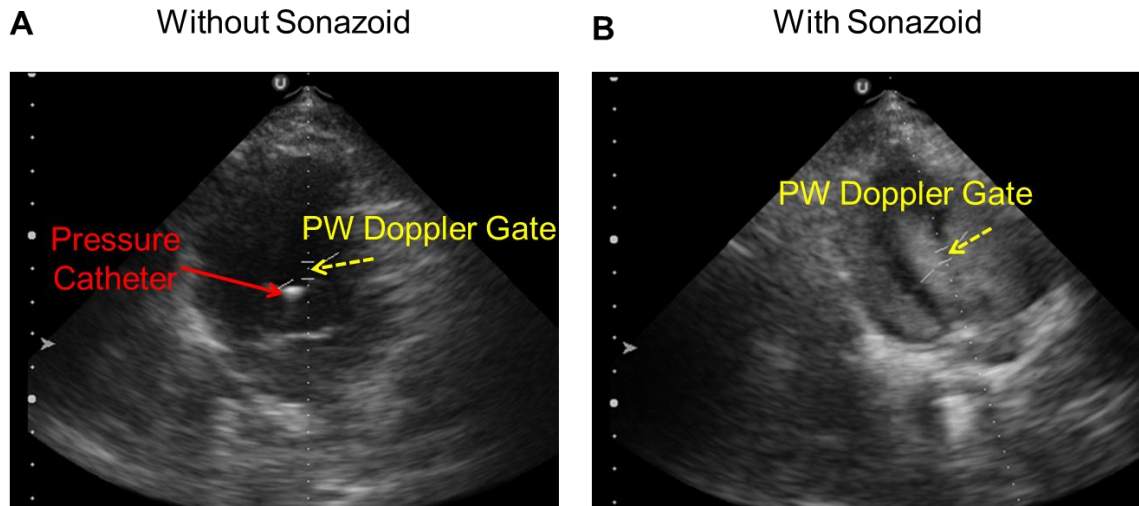 A
Without Sonazoid
B
With Sonazoid
U
Pressure
Catheter
PW Doppler Gate
U
PW Doppler Gate